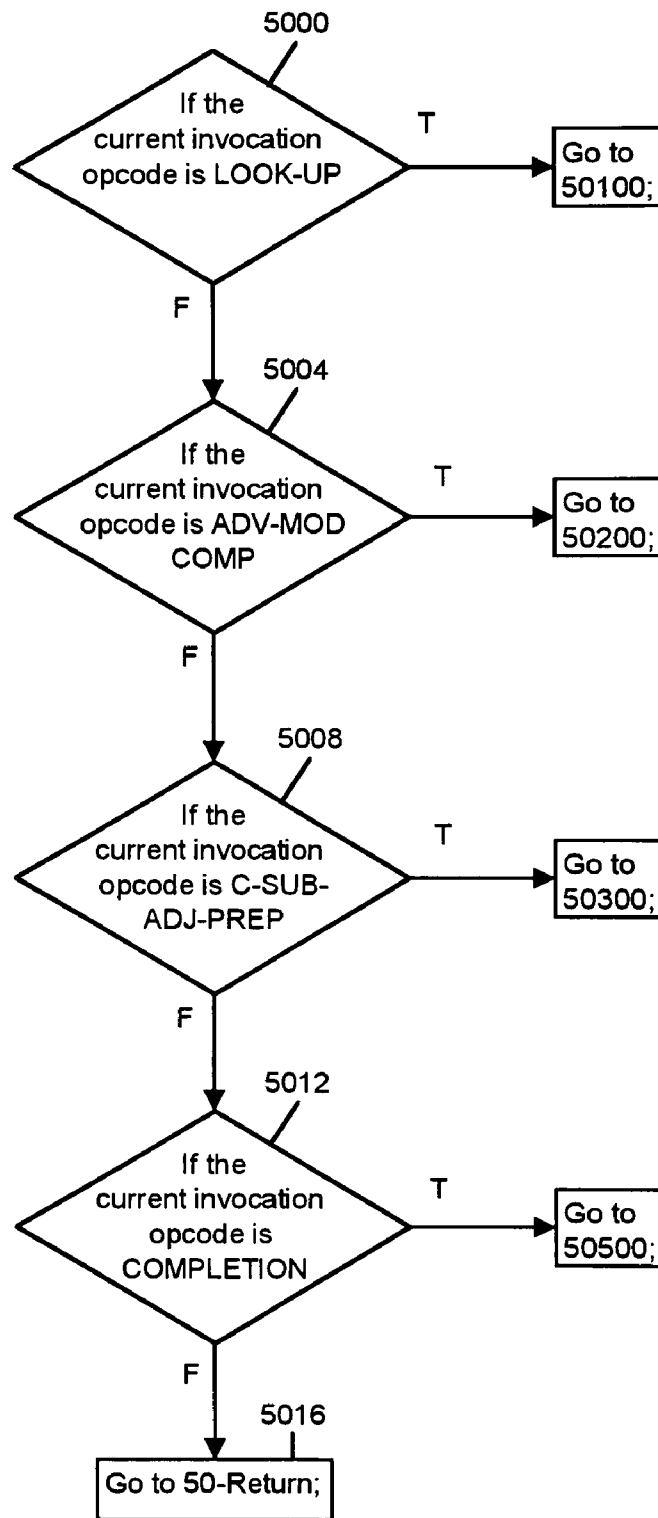 5000
If the
current invocation
opcode is LOOK-UP
T
Go to
50100;
F
5004
If the
current invocation
opcode is ADV-MOD
COMP
T
Go to
50200;
F
5008
If the
current invocation
opcode is C-SUB-
ADJ-PREP
T
Go to
50300;
F
5012
If the
current invocation
opcode is
COMPLETION
T
Go to
50500;
F
5016
Go to 50-Return;